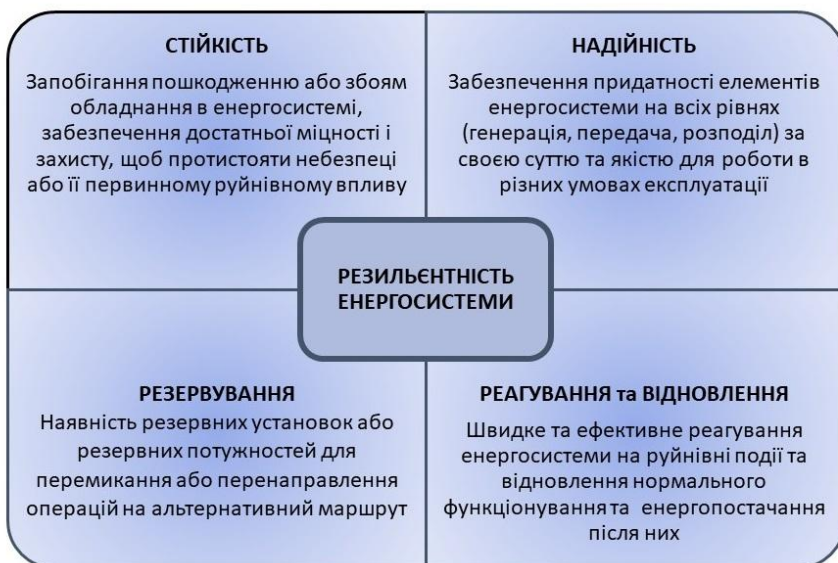 СТІЙКІСТЬ
Запобігання пошкодженню або збоям
обладнання в енергосистемі,
забезпечення достатньої міцності і
захисту, щоб протистояти небезпеці
або її первинному руйнівному впливу
НАДІЙНІСТЬ
Забезпечення придатності елементів
енергосистеми на всіх рівнях
(генерація, передача, розподіл) за
своєю суттю та якістю для роботи в
різних умовах експлуатації
РЕЗИЛЬЄНТНІСТЬ
ЕНЕРГОСИСТЕМИ
РЕЗЕРВУВАННЯ
Наявність резервних установок або
резервних потужностей для
перемикання або перенаправлення
операцій на альтернативний маршрут
РЕАГУВАННЯ та ВІДНОВЛЕННЯ
Швидке та ефективне реагування
енергосистеми на руйнівні події та
відновлення нормального
функціонування та енергопостачання
після них